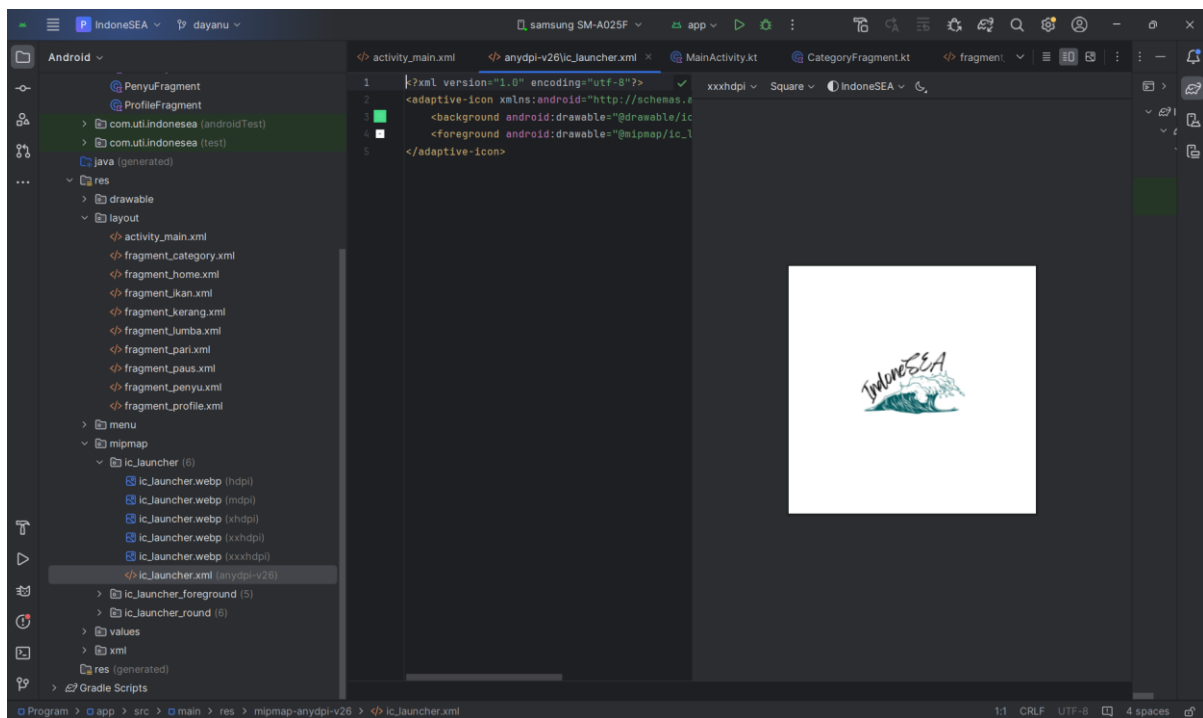 P IndoneSEA dayanu samsung SM-A025F app
Android
activity_main.xml anydpi-v26\ic_launcher.xml MainActivity.kt CategoryFragment.kt fragment_
PenyuFragment
ProfileFragment
com.uti.indonesea (androidTest)
com.uti.indonesea (test)
java (generated)
res
drawable
layout
activity_main.xml
fragment_category.xml
fragment_home.xml
fragment_ikan.xml
fragment_kerang.xml
fragment_lumba.xml
fragment_pari.xml
fragment_paus.xml
fragment_penyu.xml
fragment_profile.xml
menu
mipmap
ic_launcher (6)
ic_launcher.webp (hdpi)
ic_launcher.webp (mdpi)
ic_launcher.webp (xhdpi)
ic_launcher.webp (xxhdpi)
ic_launcher.webp (xxxhdpi)
ic_launcher.xml (anydpi-v26)
ic_launcher_foreground (5)
ic_launcher_round (6)
values
xml
res (generated)
Gradle Scripts
1 <?xml version="1.0" encoding="utf-8"?>
2 <adaptive-icon xmlns:android="http://schemas.a
3 <background android:drawable="@drawable/ic
4 <foreground android:drawable="@mipmap/ic_l
5 </adaptive-icon>
xxxhdpi Square IndoneSEA
IndoneSEA
Program > app > src > main > res > mipmap-anydpi-v26 > ic_launcher.xml 1:1 CRLF UTF-8 4 spaces